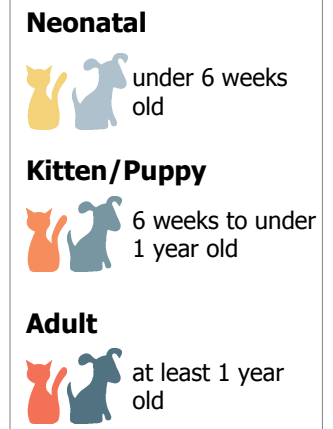 Neonatal
under 6 weeks
old
Kitten/Puppy
6 weeks to under
1 year old
Adult
at least 1 year
old